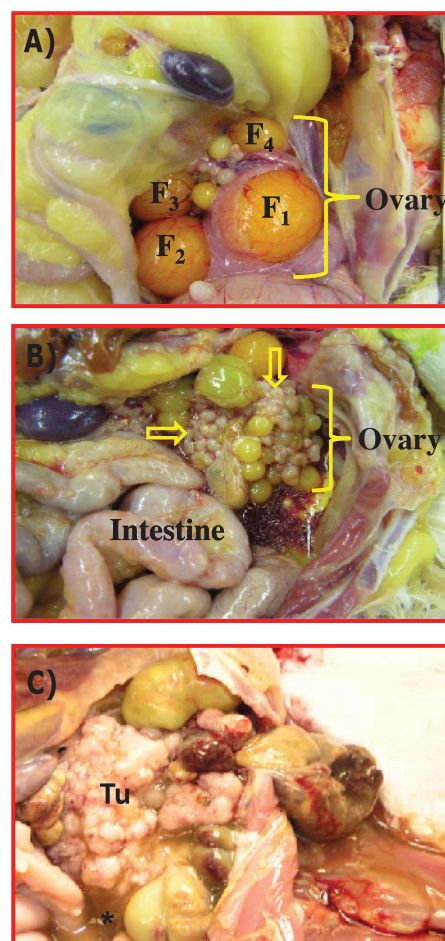 A)
F4
F3
F1
Ovary
F2
B)
Ovary
Intestine
C)
Tu
*